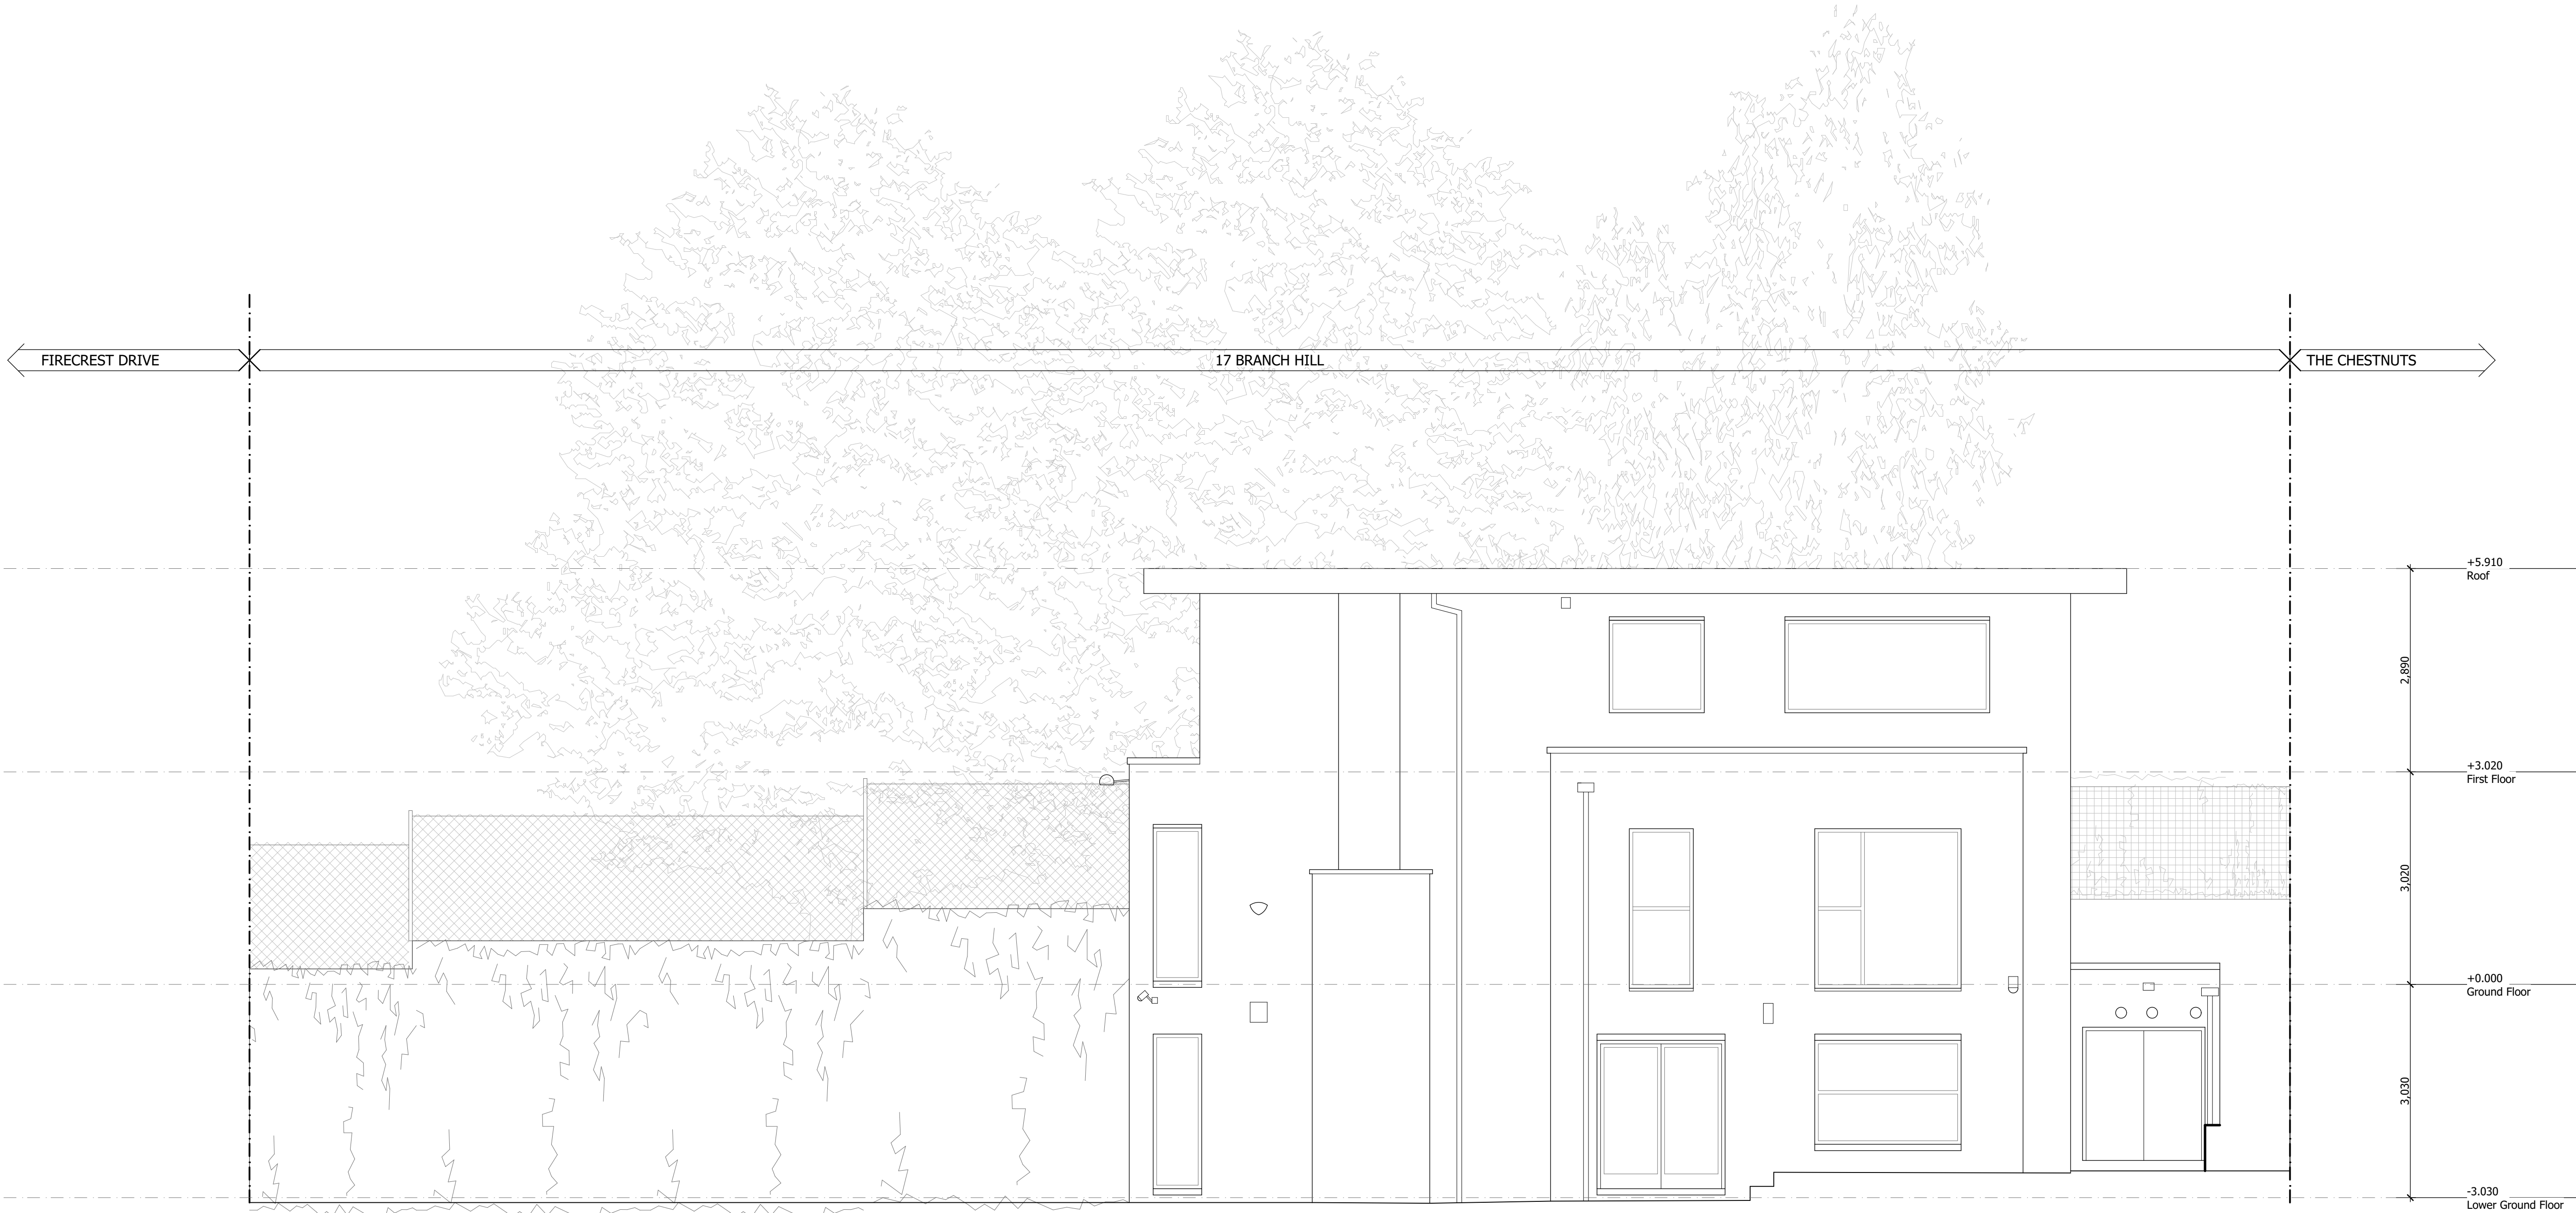 FIRECREST DRIVE
17 BRANCH HILL
THE CHESTNUTS
+5.910
Roof
2,890
+3.020
First Floor
3,020
+0.000
Ground Floor
3,030
-3.030
Lower Ground Floor